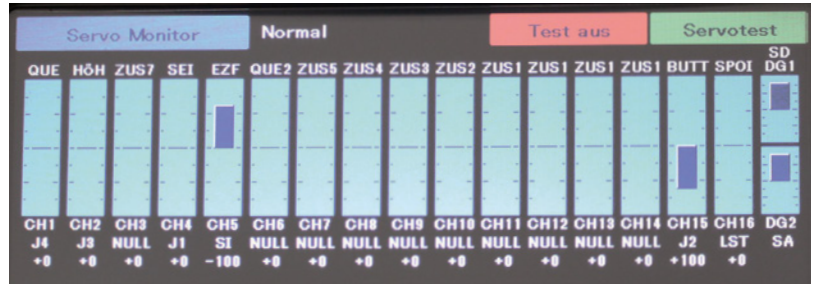 Servo Monitor Normal Test aus Servotest
QUE HöH ZUS7 SEI EZF QUE2 ZUS5 ZUS4 ZUS3 ZUS2 ZUS1 ZUS1 ZUS1 ZUS1 BUTT SPOI SD DG1
CH1 CH2 CH3 CH4 CH5 CH6 CH7 CH8 CH9 CH10 CH11 CH12 CH13 CH14 CH15 CH16 DG2
J4 J3 NULL J1 SI NULL NULL NULL NULL NULL NULL NULL NULL NULL J2 LST SA
+0 +0 +0 +0 -100 +0 +0 +0 +0 +0 +0 +0 +0 +0 +100 +0